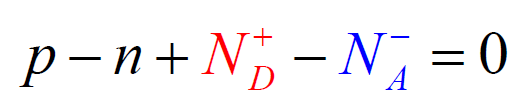 p − n + N_D^+ − N_A^− = 0